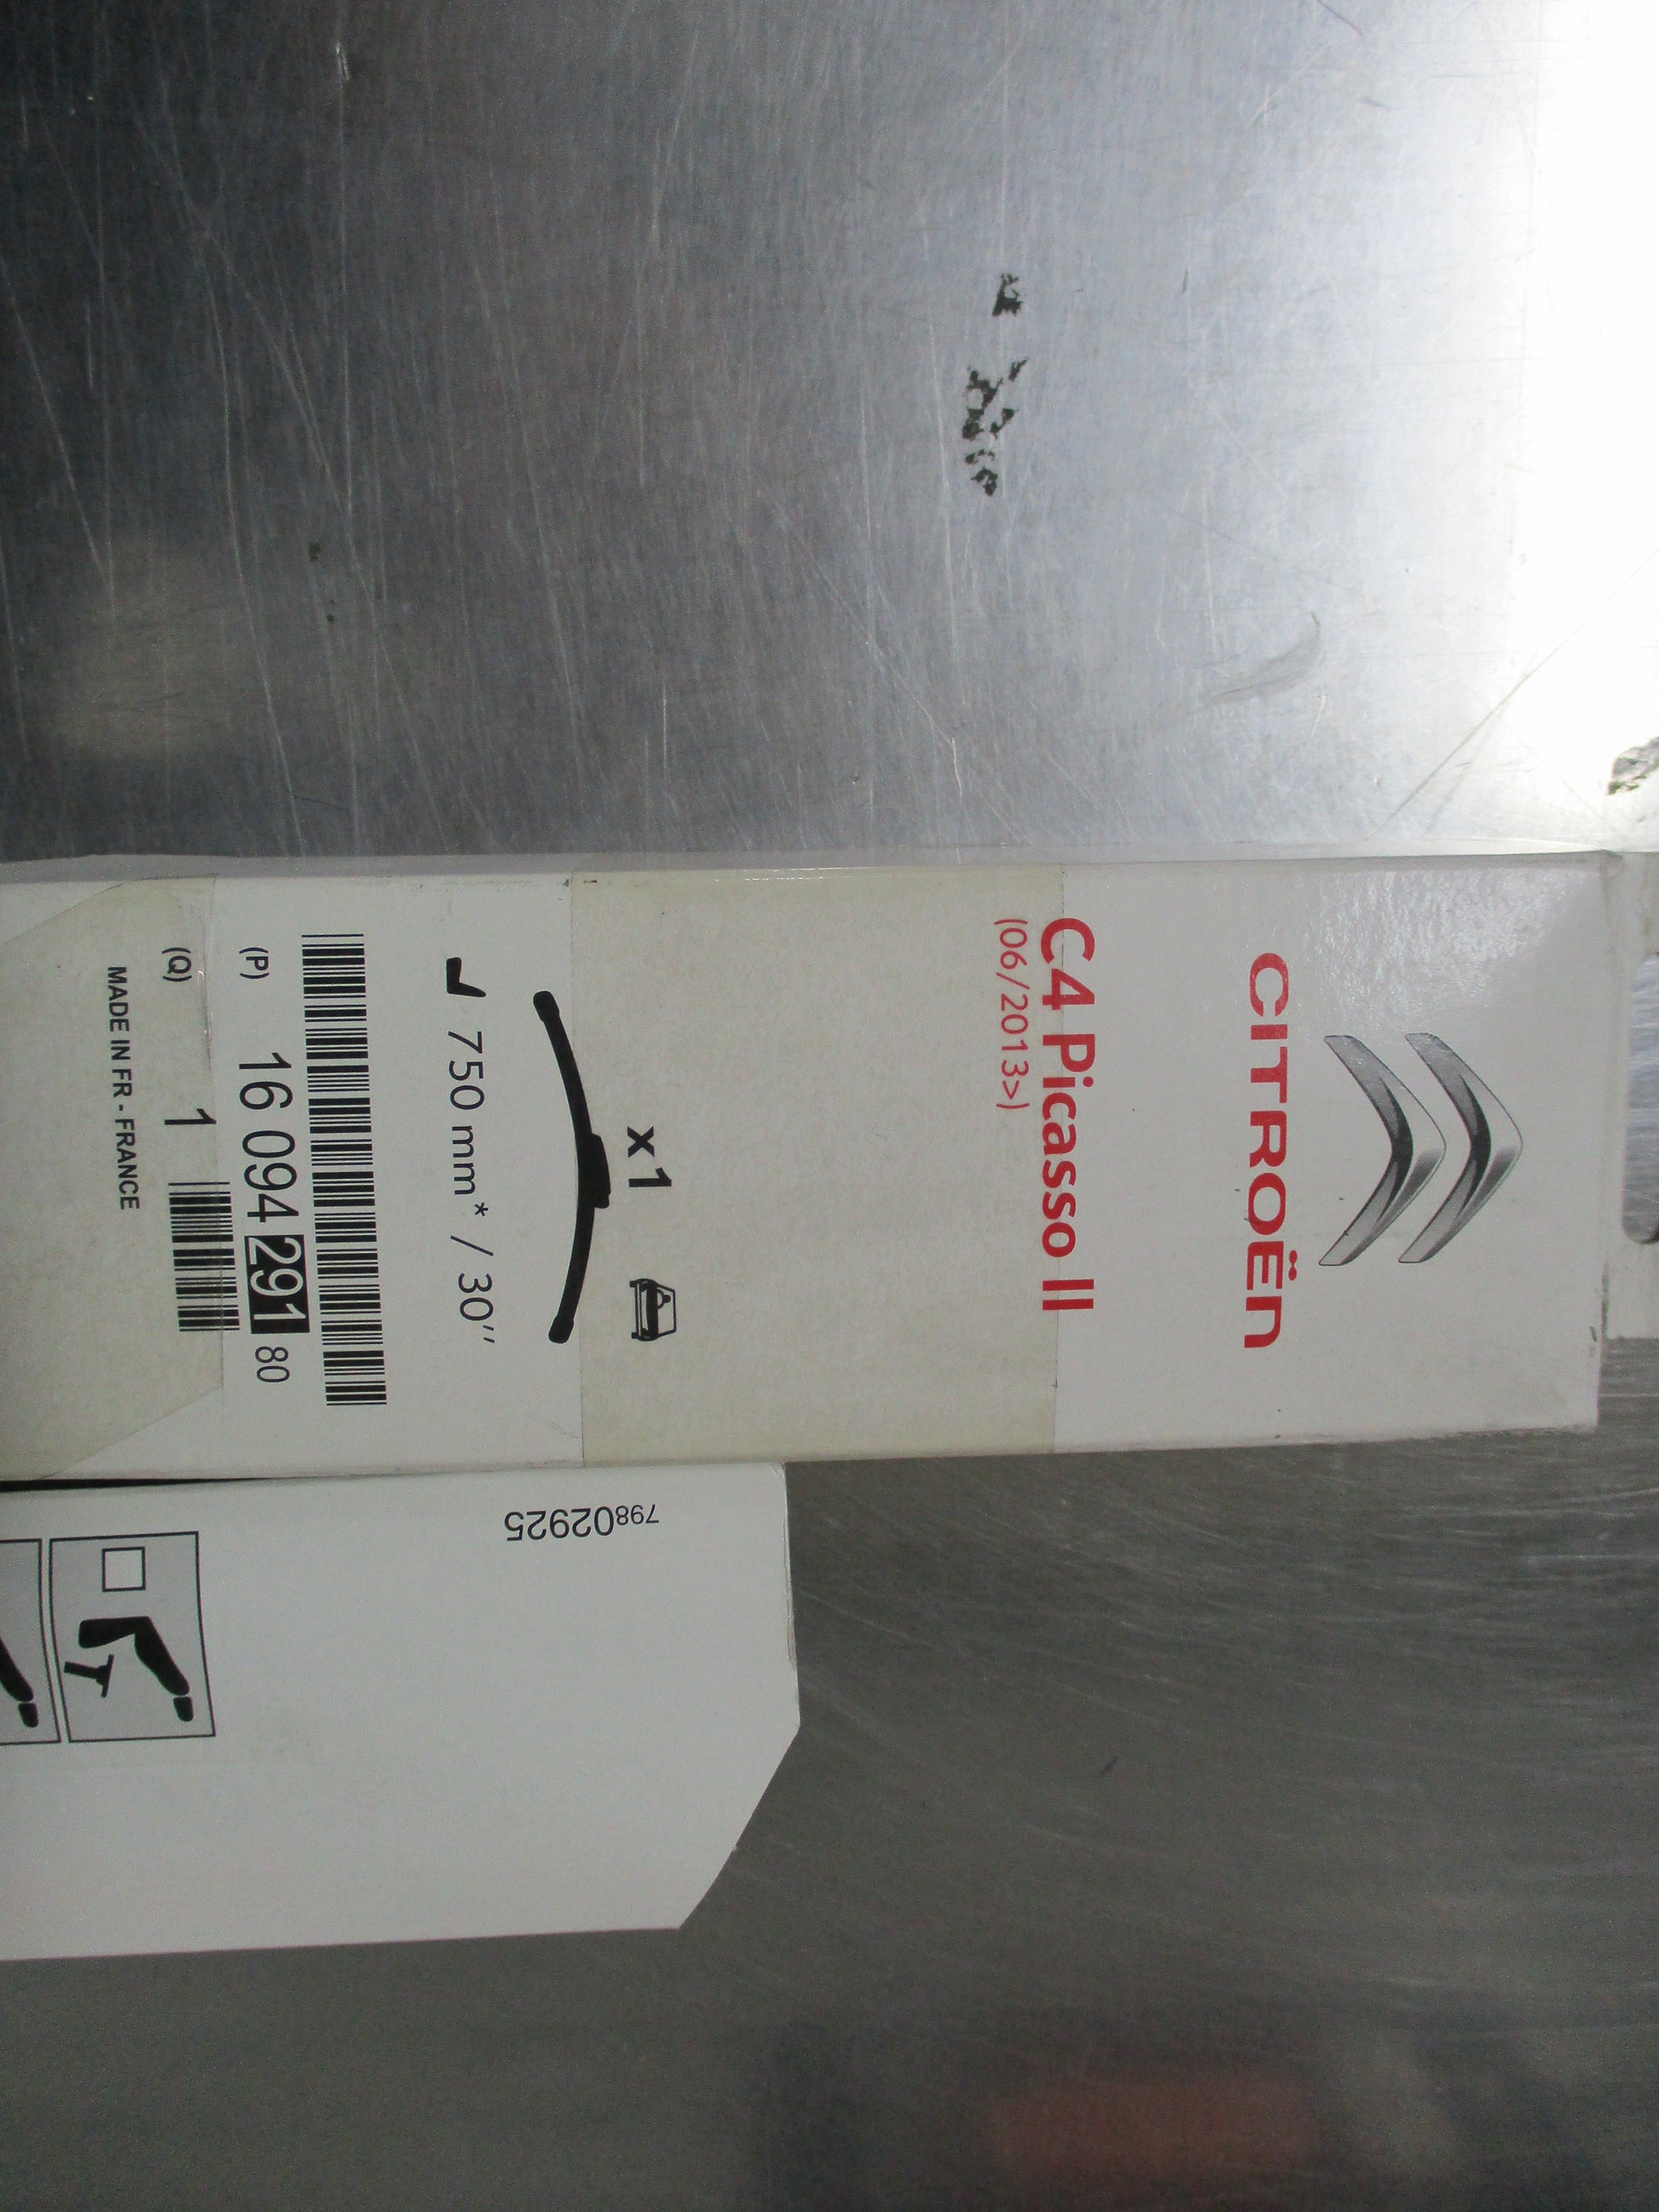 CITROËN
C4 Picasso II
(06/2013>)
x1
750 mm* / 30''
(P) 16 094 291 80
(Q) 1
MADE IN FR - FRANCE
79802925